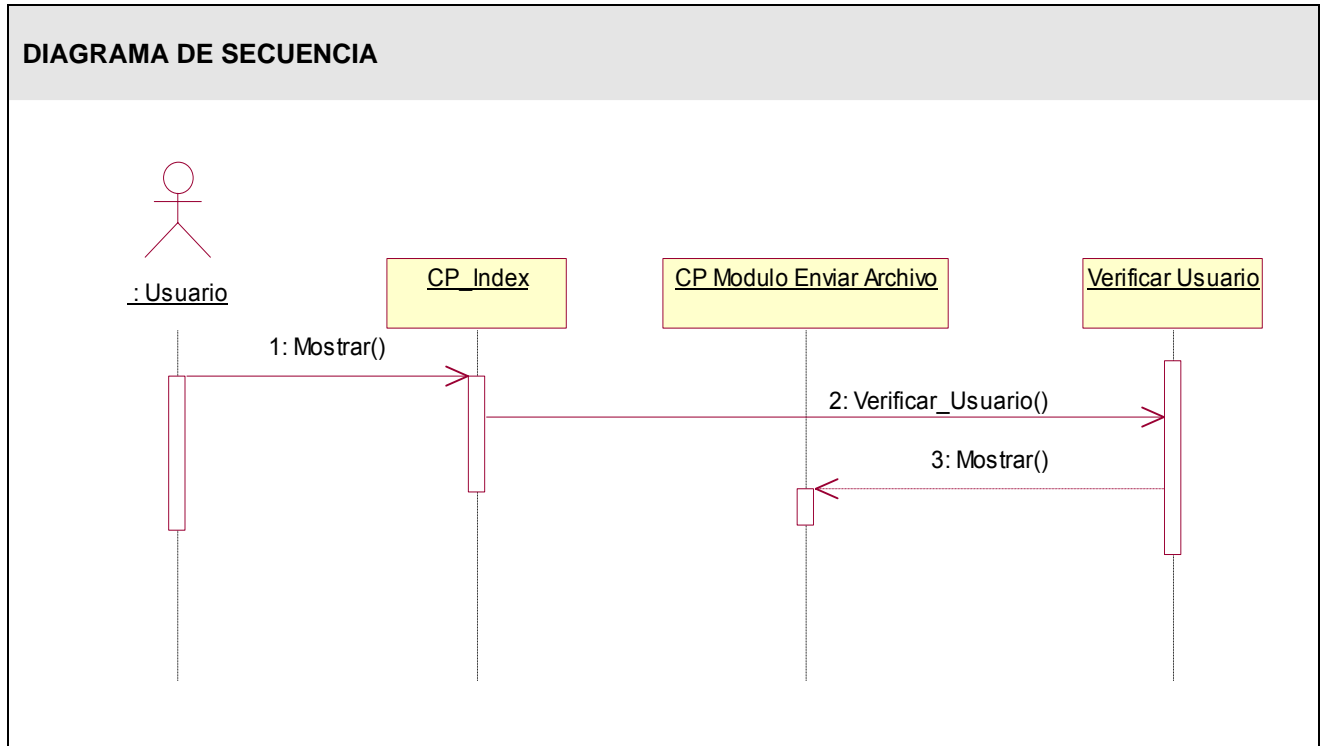 DIAGRAMA DE SECUENCIA
: Usuario
CP_Index
CP Modulo Enviar Archivo
Verificar Usuario
1: Mostrar()
2: Verificar_Usuario()
3: Mostrar()